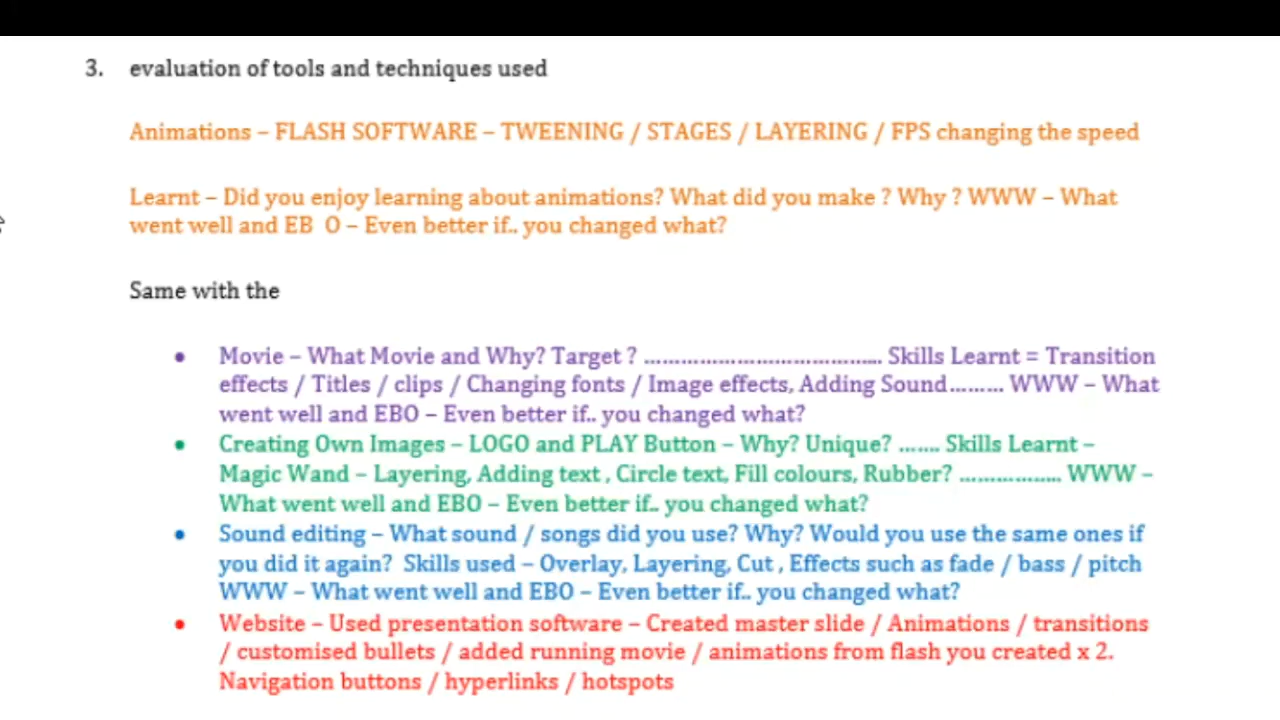 3. evaluation of tools and techniques used
Animations – FLASH SOFTWARE – TWEENING / STAGES / LAYERING / FPS changing the speed
Learnt – Did you enjoy learning about animations? What did you make ? Why ? WWW – What
went well and EB  O – Even better if.. you changed what?
Same with the
• Movie – What Movie and Why? Target ? ........................................... Skills Learnt = Transition
effects / Titles / clips / Changing fonts / Image effects, Adding Sound......... WWW – What
went well and EBO – Even better if.. you changed what?
• Creating Own Images – LOGO and PLAY Button – Why? Unique? ....... Skills Learnt –
Magic Wand – Layering, Adding text , Circle text, Fill colours, Rubber? .................. WWW –
What went well and EBO – Even better if.. you changed what?
• Sound editing – What sound / songs did you use? Why? Would you use the same ones if
you did it again?  Skills used – Overlay, Layering, Cut , Effects such as fade / bass / pitch
WWW – What went well and EBO – Even better if.. you changed what?
• Website – Used presentation software – Created master slide / Animations / transitions
/ customised bullets / added running movie / animations from flash you created x 2.
Navigation buttons / hyperlinks / hotspots